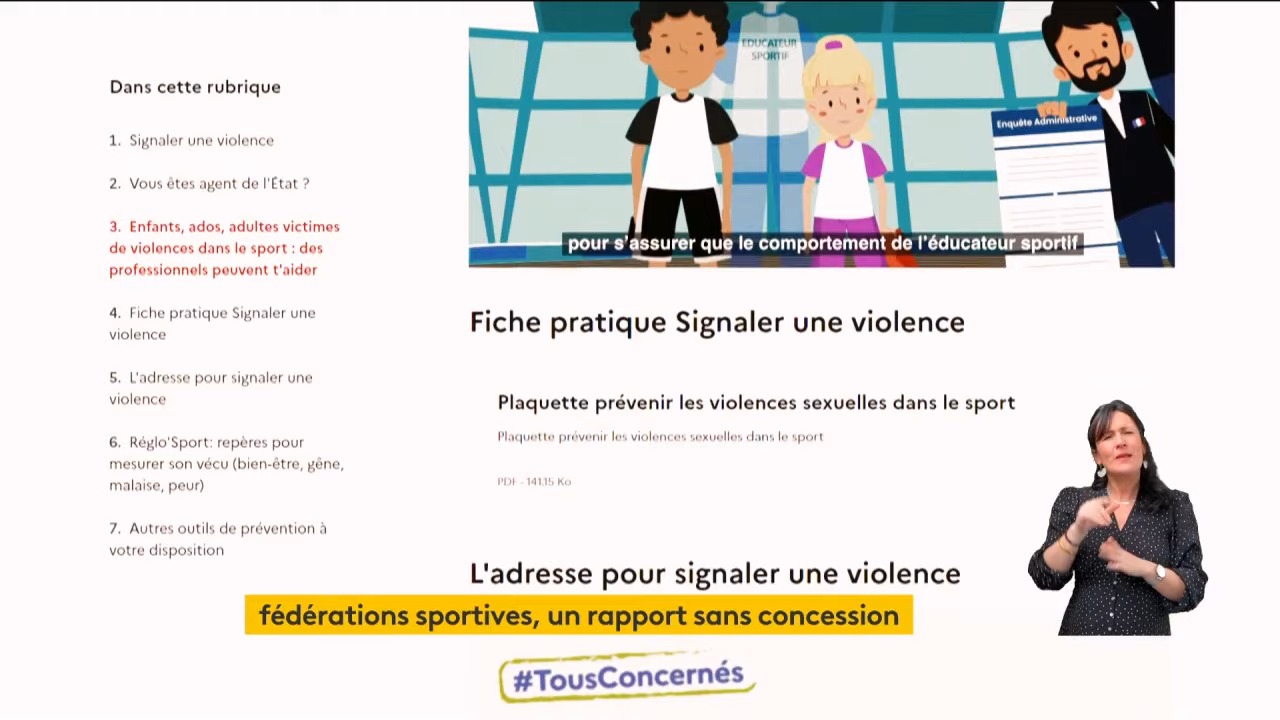 Dans cette rubrique
1. Signaler une violence
2. Vous êtes agent de l'État ?
3. Enfants, ados, adultes victimes
de violences dans le sport : des
professionnels peuvent t'aider
4. Fiche pratique Signaler une
violence
5. L'adresse pour signaler une
violence
6. Réglo'Sport: repères pour
mesurer son vécu (bien-être, gêne,
malaise, peur)
7. Autres outils de prévention à
votre disposition
EDUCATEUR
SPORTIF
Enquête Administrative
pour s'assurer que le comportement de l'éducateur sportif
Fiche pratique Signaler une violence
Plaquette prévenir les violences sexuelles dans le sport
Plaquette prévenir les violences sexuelles dans le sport
PDF - 141.15 Ko
L'adresse pour signaler une violence
fédérations sportives, un rapport sans concession
#TousConcernés